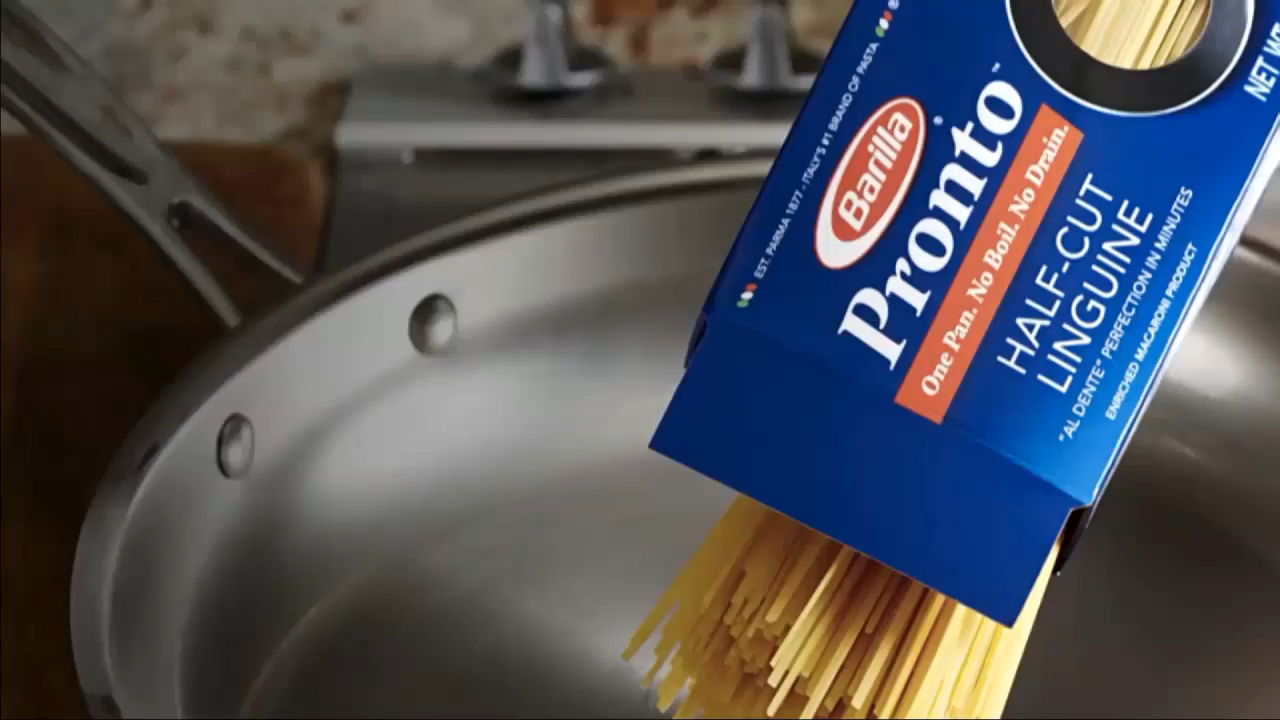 EST. PARMA 1877 - ITALY'S #1 BRAND OF PASTA
Barilla®
Pronto™
One Pan. No Boil. No Drain.
HALF-CUT
LINGUINE
"AL DENTE" PERFECTION IN MINUTES
ENRICHED MACARONI PRODUCT
NET